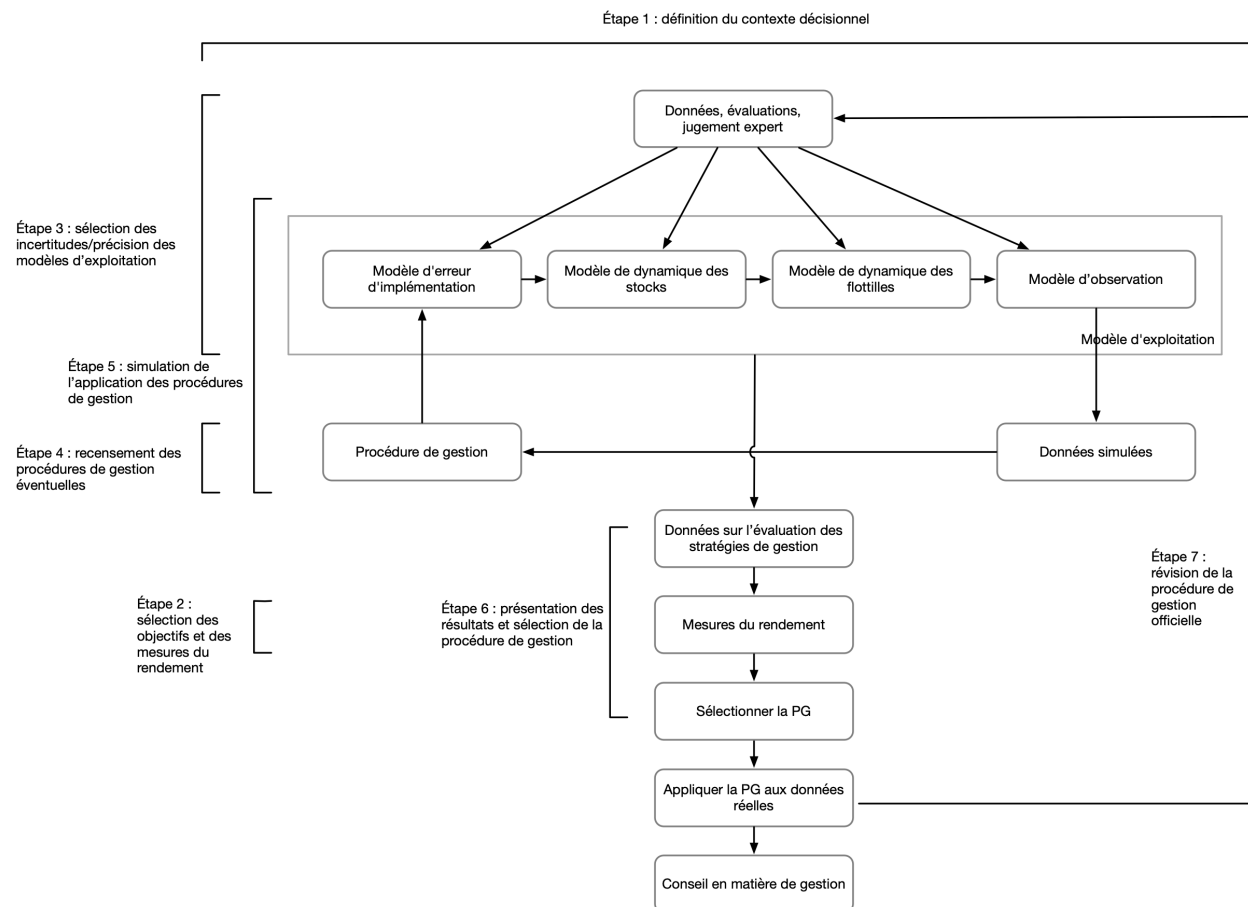 Étape 1 : définition du contexte décisionnel
Données, évaluations,
jugement expert
Étape 3 : sélection des
incertitudes/précision des
modèles d'exploitation
Modèle d'erreur
d'implémentation
Modèle de dynamique des
stocks
Modèle de dynamique des
flottilles
Modèle d'observation
Modèle d'exploitation
Étape 5 : simulation de
l'application des procédures
de gestion
Étape 4 : recensement des
procédures de gestion
éventuelles
Procédure de gestion
Données simulées
Données sur l'évaluation des
stratégies de gestion
Étape 7 :
révision de la
procédure de
gestion
officielle
Étape 2 :
sélection des
objectifs et des
mesures du
rendement
Étape 6 : présentation des
résultats et sélection de la
procédure de gestion
Mesures du rendement
Sélectionner la PG
Appliquer la PG aux données
réelles
Conseil en matière de gestion